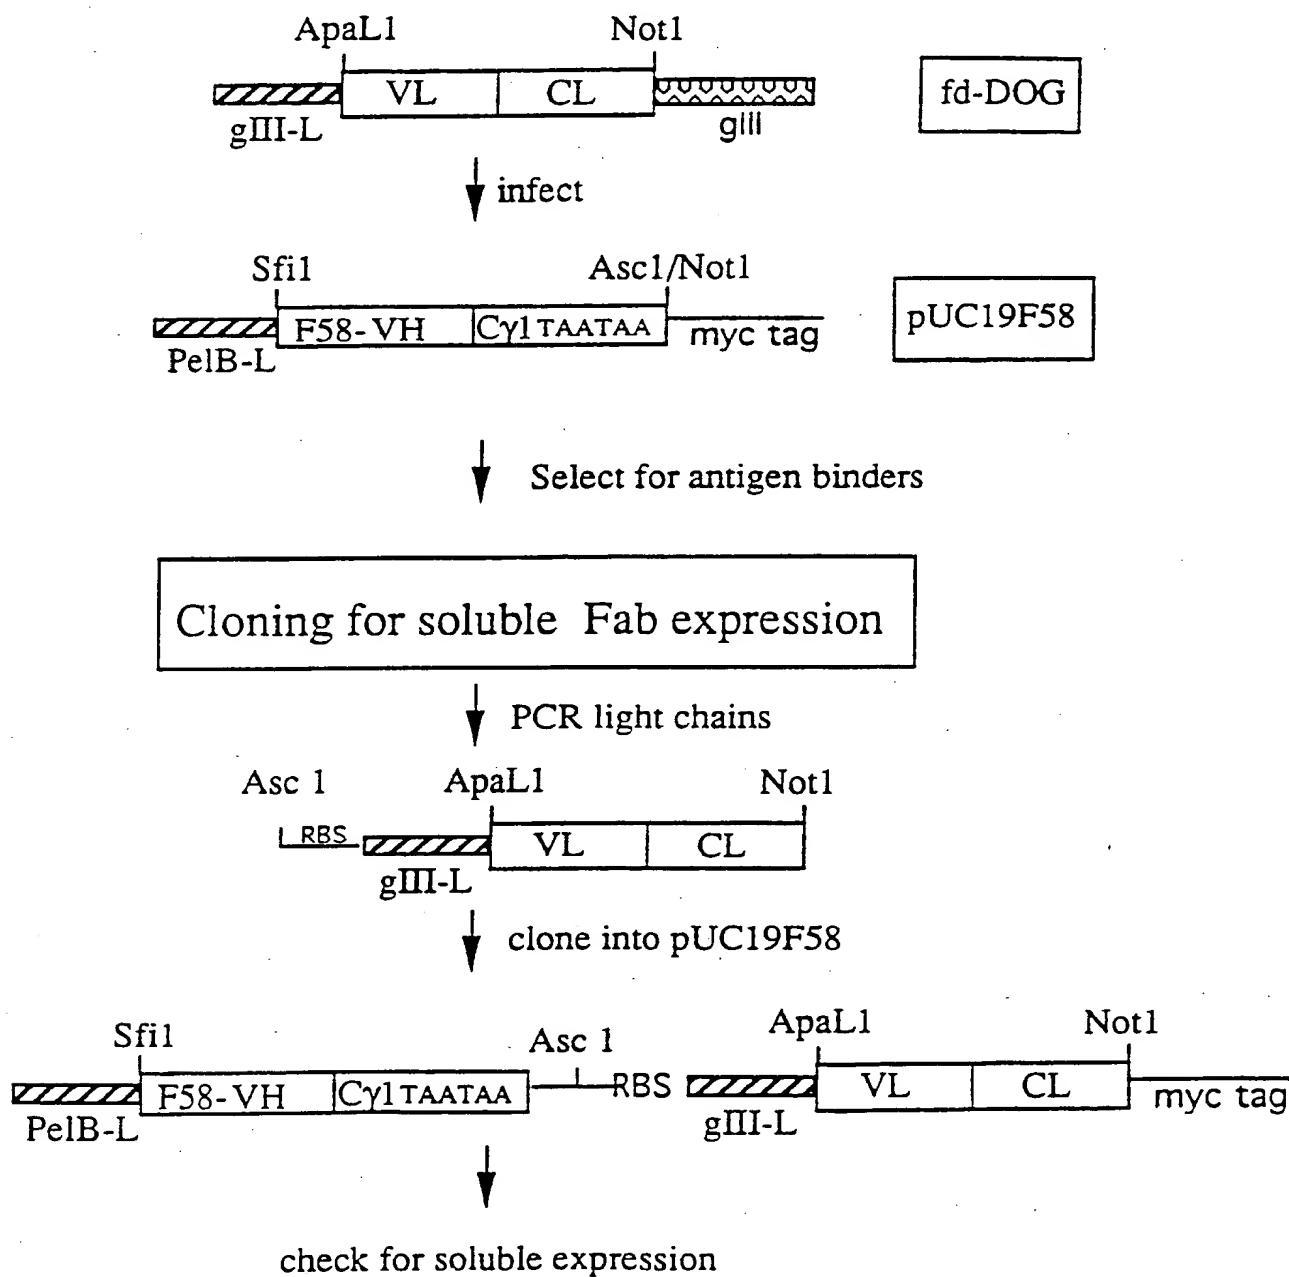 ApaL1 Not1
VL CL fd-DOG
gIII-L gIII
infect
Sfi1 Asc1/Not1
F58-VH Cγ1 TAATAA pUC19F58
PelB-L myc tag
Select for antigen binders
Cloning for soluble Fab expression
PCR light chains
Asc 1 ApaL1 Not1
RBS VL CL
gIII-L
clone into pUC19F58
Sfi1 Asc 1 ApaL1 Not1
F58-VH Cγ1 TAATAA RBS VL CL myc tag
PelB-L gIII-L
check for soluble expression